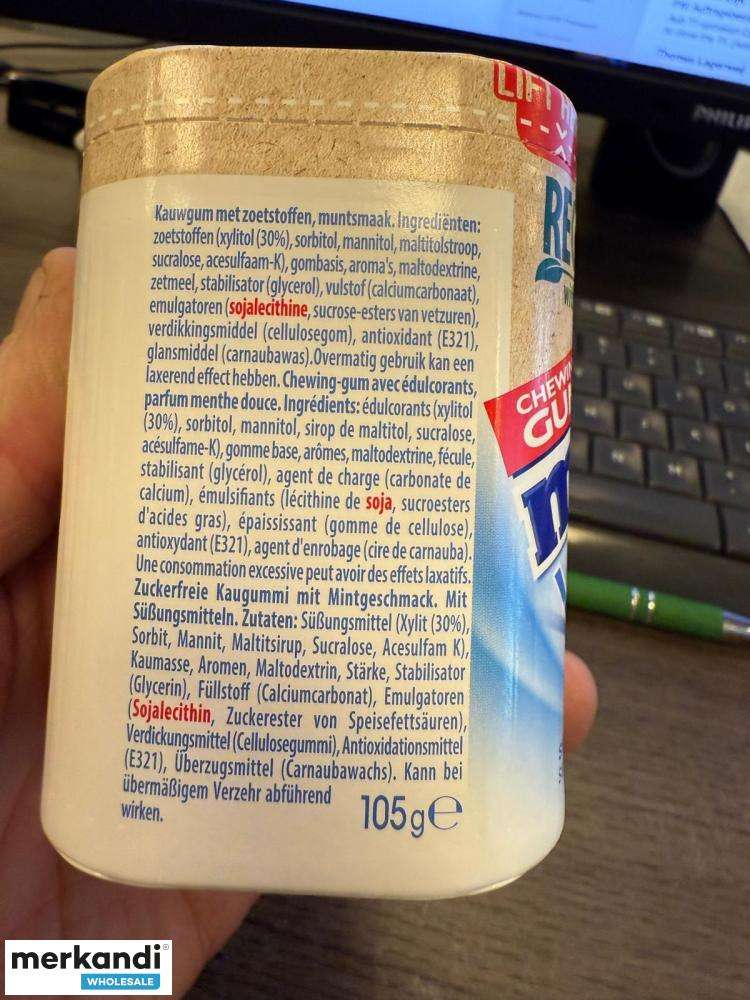 LIFT
RE
CHEWIN
GU
m
PHILIP
Kauwgum met zoetstoffen, muntsmaak. Ingrediënten:
zoetstoffen (xylitol (30%), sorbitol, mannitol, maltitolstroop,
sucralose, acesulfaam-K), gombasis, aroma's, maltodextrine,
zetmeel, stabilisator (glycerol), vulstof (calciumcarbonaat),
emulgatoren (sojalecithine, sucrose-esters van vetzuren),
verdikkingsmiddel (cellulosegom), antioxidant (E321),
glansmiddel (carnaubawas). Overmatig gebruik kan een
laxerend effect hebben. Chewing-gum avec édulcorants,
parfum menthe douce. Ingrédients: édulcorants (xylitol
(30%), sorbitol, mannitol, sirop de maltitol, sucralose,
acésulfame-K), gomme base, arômes, maltodextrine, fécule,
stabilisant (glycérol), agent de charge (carbonate de
calcium), émulsifiants (lécithine de soja, sucroesters
d'acides gras), épaississant (gomme de cellulose),
antioxydant (E321), agent d'enrobage (cire de carnauba).
Une consommation excessive peut avoir des effets laxatifs.
Zuckerfreie Kaugummi mit Mintgeschmack. Mit
Süßungsmitteln. Zutaten: Süßungsmittel (Xylit (30%),
Sorbit, Mannit, Maltitsirup, Sucralose, Acesulfam K),
Kaumasse, Aromen, Maltodextrin, Stärke, Stabilisator
(Glycerin), Füllstoff (Calciumcarbonat), Emulgatoren
(Sojalecithin, Zuckerester von Speisefettsäuren),
Verdickungsmittel (Cellulosegummi), Antioxidationsmittel
(E321), Überzugsmittel (Carnaubawachs). Kann bei
übermäßigem Verzehr abführend
wirken.
105g℮
merkandi®
WHOLESALE